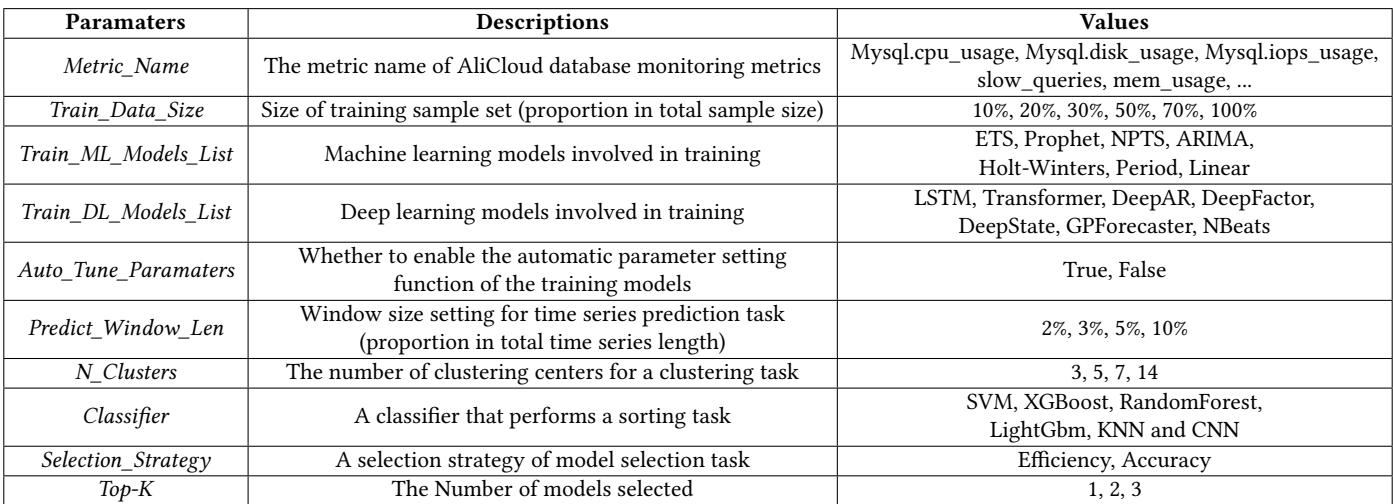 Paramaters Descriptions Values
Metric_Name The metric name of AliCloud database monitoring metrics Mysql.cpu_usage, Mysql.disk_usage, Mysql.iops_usage,
slow_queries, mem_usage, ...
Train_Data_Size Size of training sample set (proportion in total sample size) 10%, 20%, 30%, 50%, 70%, 100%
Train_ML_Models_List Machine learning models involved in training ETS, Prophet, NPTS, ARIMA,
Holt-Winters, Period, Linear
Train_DL_Models_List Deep learning models involved in training LSTM, Transformer, DeepAR, DeepFactor,
DeepState, GPForecaster, NBeats
Auto_Tune_Paramaters Whether to enable the automatic parameter setting
function of the training models True, False
Predict_Window_Len Window size setting for time series prediction task
(proportion in total time series length) 2%, 3%, 5%, 10%
N_Clusters The number of clustering centers for a clustering task 3, 5, 7, 14
Classifier A classifier that performs a sorting task SVM, XGBoost, RandomForest,
LightGbm, KNN and CNN
Selection_Strategy A selection strategy of model selection task Efficiency, Accuracy
Top-K The Number of models selected 1, 2, 3